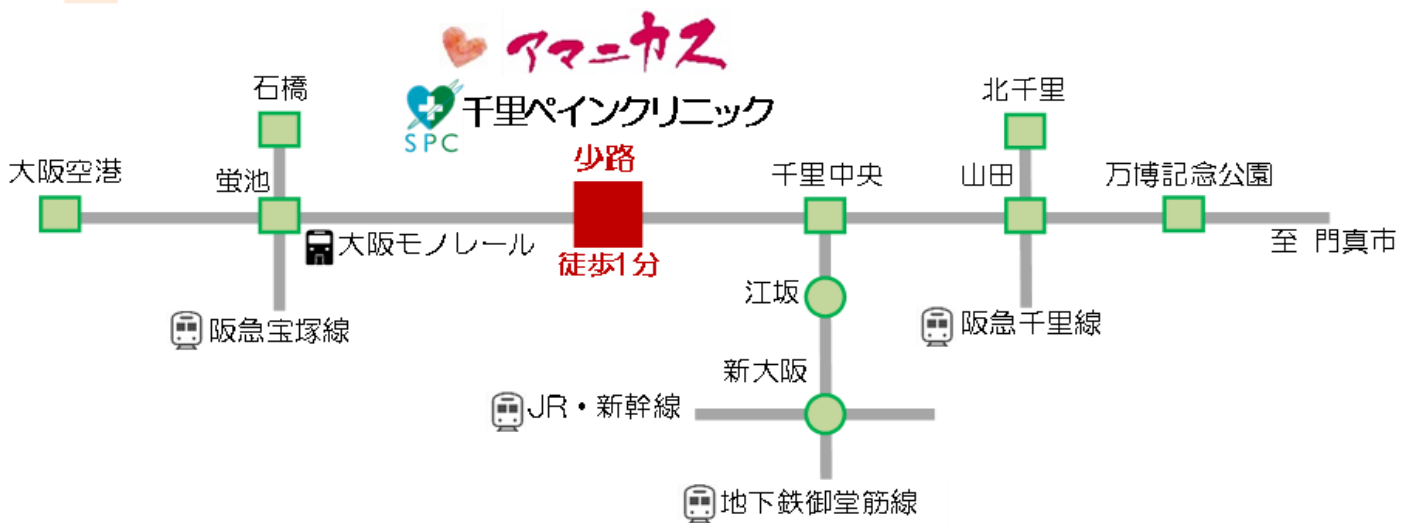 アマニカス
千里ペインクリニック
SPC
石橋
北千里
少路
大阪空港
蛍池
千里中央
山田
万博記念公園
大阪モノレール
至 門真市
徒歩1分
江坂
阪急宝塚線
阪急千里線
新大阪
JR・新幹線
地下鉄御堂筋線